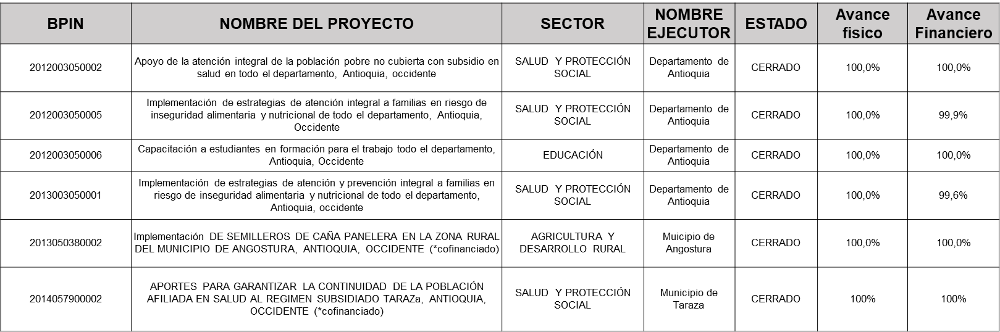 BPIN
NOMBRE DEL PROYECTO
SECTOR
NOMBRE
EJECUTOR
ESTADO
Avance
fisico
Avance
Financiero
2012003050002
Apoyo de la atención integral de la población pobre no cubierta con subsidio en
salud en todo el departamento, Antioquia, occidente
SALUD Y PROTECCIÓN
SOCIAL
Departamento de
Antioquia
CERRADO
100,0%
100,0%
2012003050005
Implementación de estrategias de atención integral a familias en riesgo de
inseguridad alimentaria y nutricional de todo el departamento, Antioquia,
Occidente
SALUD Y PROTECCIÓN
SOCIAL
Departamento de
Antioquia
CERRADO
100,0%
99,9%
2012003050006
Capacitación a estudiantes en formación para el trabajo todo el departamento,
Antioquia, Occidente
EDUCACIÓN
Departamento de
Antioquia
CERRADO
100,0%
100,0%
2013003050001
Implementación de estrategias de atención y prevención integral a familias en
riesgo de inseguridad alimentaria y nutricional de todo el departamento,
Antioquia, occidente
SALUD Y PROTECCIÓN
SOCIAL
Departamento de
Antioquia
CERRADO
100,0%
99,6%
2013050380002
Implementación DE SEMILLEROS DE CAÑA PANELERA EN LA ZONA RURAL
DEL MUNICIPIO DE ANGOSTURA, ANTIOQUIA, OCCIDENTE (*cofinanciado)
AGRICULTURA Y
DESARROLLO RURAL
Muicipio de
Angostura
CERRADO
100,0%
100,0%
2014057900002
APORTES PARA GARANTIZAR LA CONTINUIDAD DE LA POBLACIÓN
AFILIADA EN SALUD AL REGIMEN SUBSIDIADO TARAZa, ANTIOQUIA,
OCCIDENTE (*cofinanciado)
SALUD Y PROTECCIÓN
SOCIAL
Municipio de
Taraza
CERRADO
100%
100%